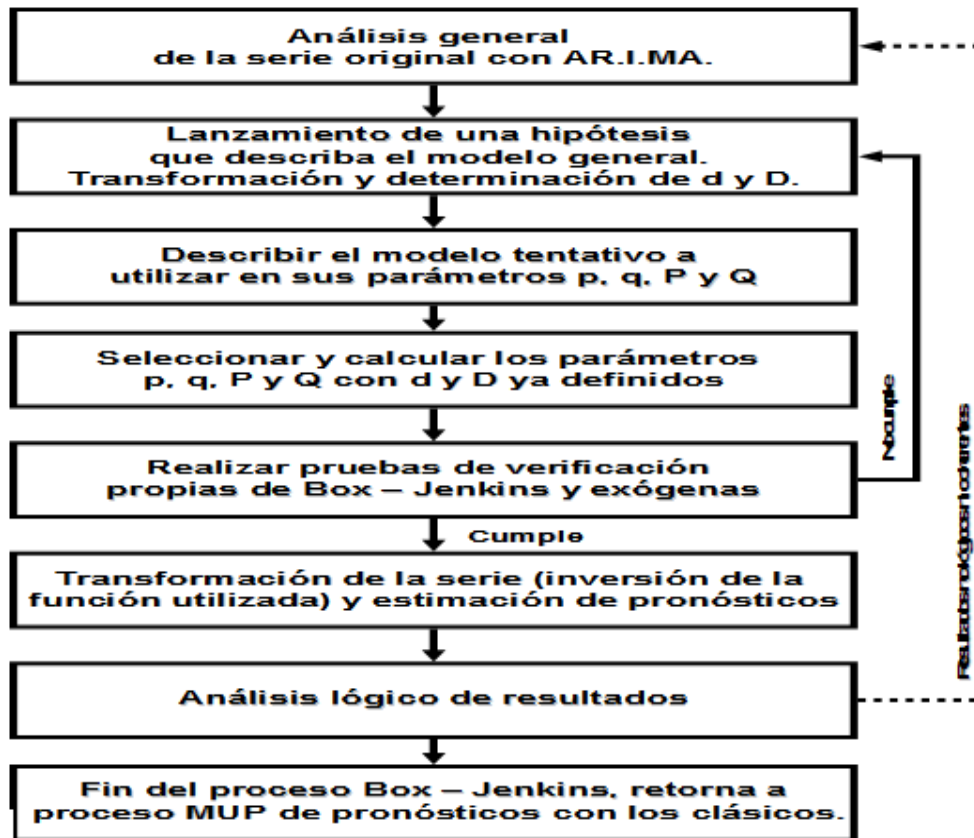 Análisis general
de la serie original con AR.I.MA.
Lanzamiento de una hipótesis
que describa el modelo general.
Transformación y determinación de d y D.
Describir el modelo tentativo a
utilizar en sus parámetros p, q, P y Q
Seleccionar y calcular los parámetros
p, q, P y Q con d y D ya definidos
Realizar pruebas de verificación
propias de Box – Jenkins y exógenas
No cumple
Cumple
Transformación de la serie (inversión de la
función utilizada) y estimación de pronósticos
Análisis lógico de resultados
Fin del proceso Box – Jenkins, retorna a
proceso MUP de pronósticos con los clásicos.